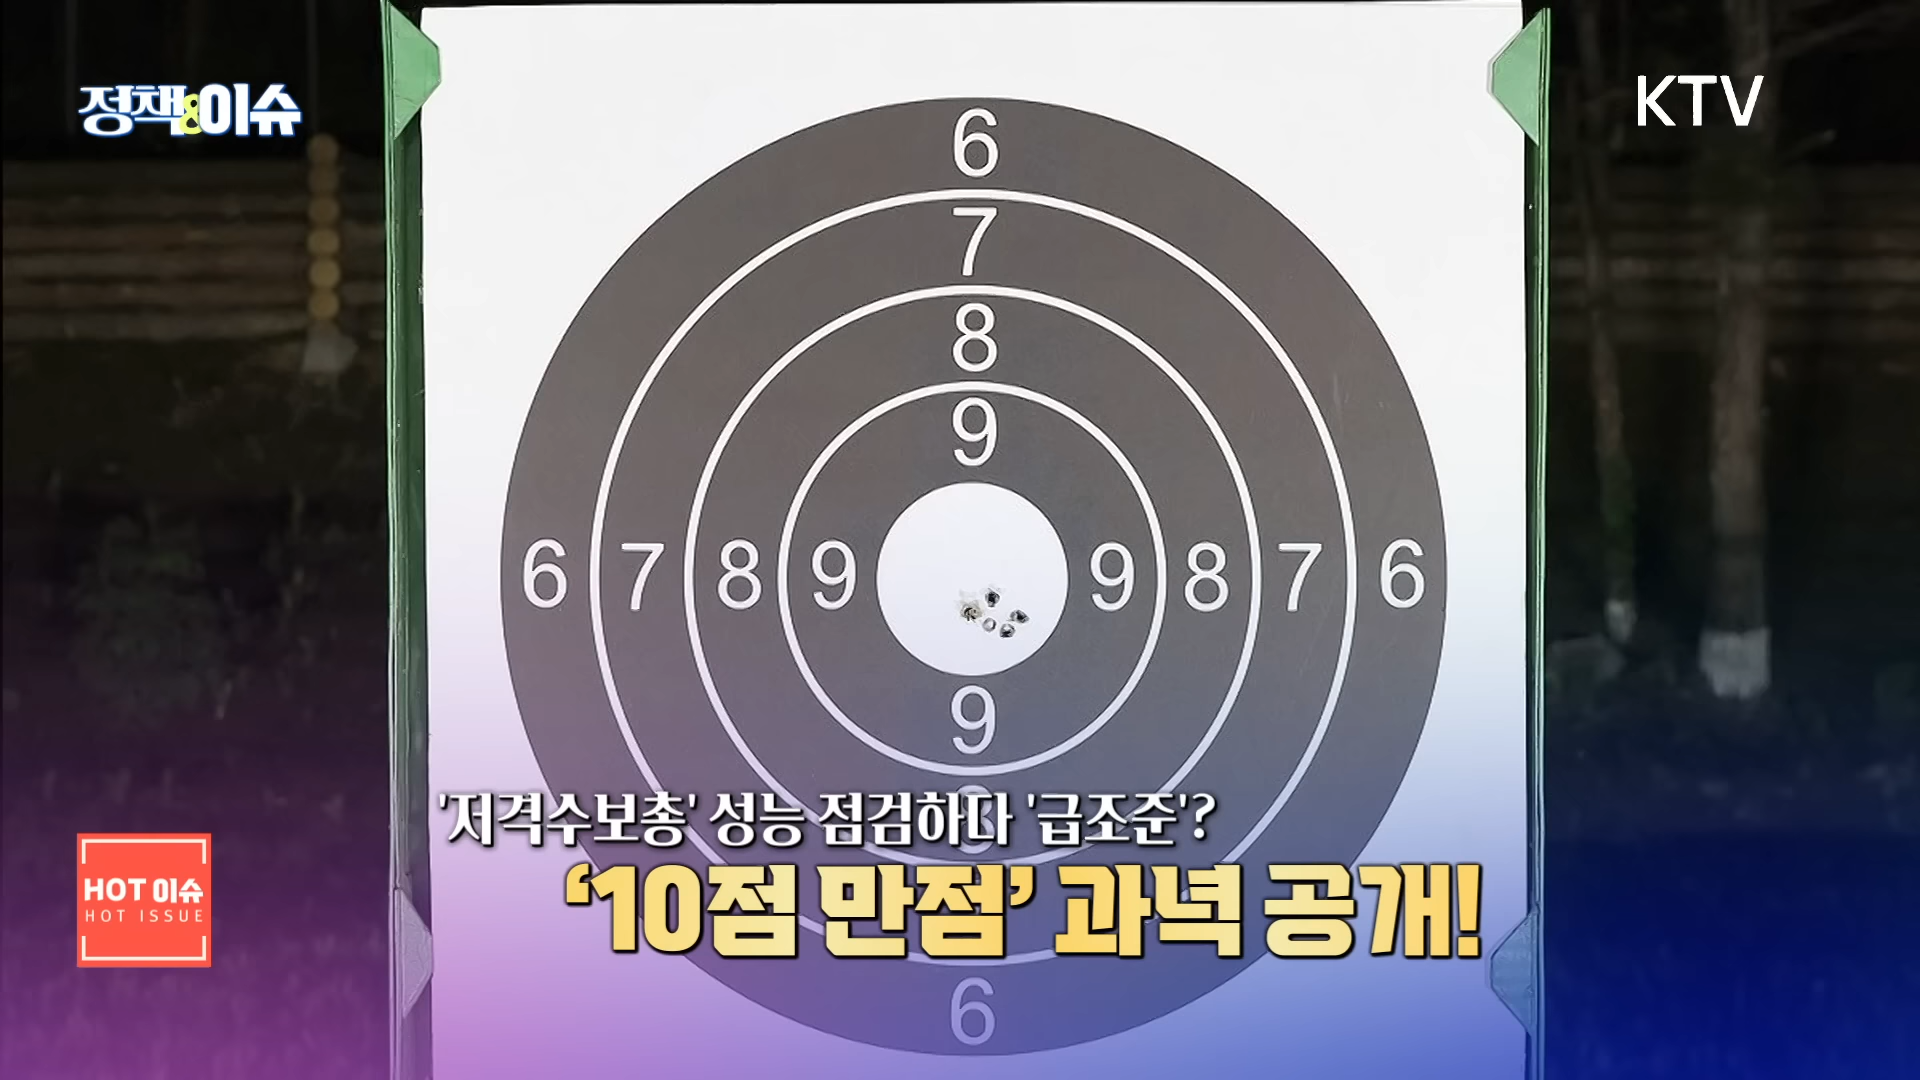 정책&이슈
KTV
6
7
8
9
6 7 8 9 9 8 7 6
9
8
'저격수보총' 성능 점검하다 '급조준'?
HOT 이슈
HOT ISSUE
‘10점 만점’ 과녁 공개!
6